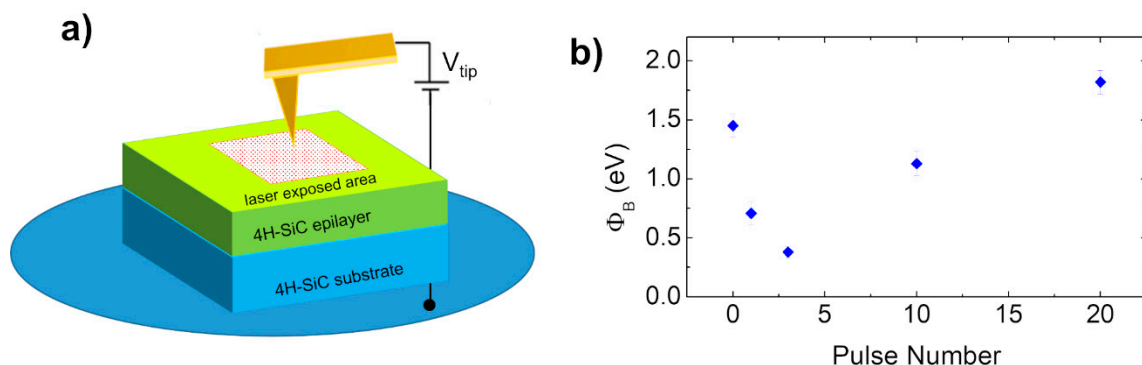 a)
V_tip
laser exposed area
4H-SiC epilayer
4H-SiC substrate
b)
Φ_B (eV)
2.0
1.5
1.0
0.5
0.0
0 5 10 15 20
Pulse Number